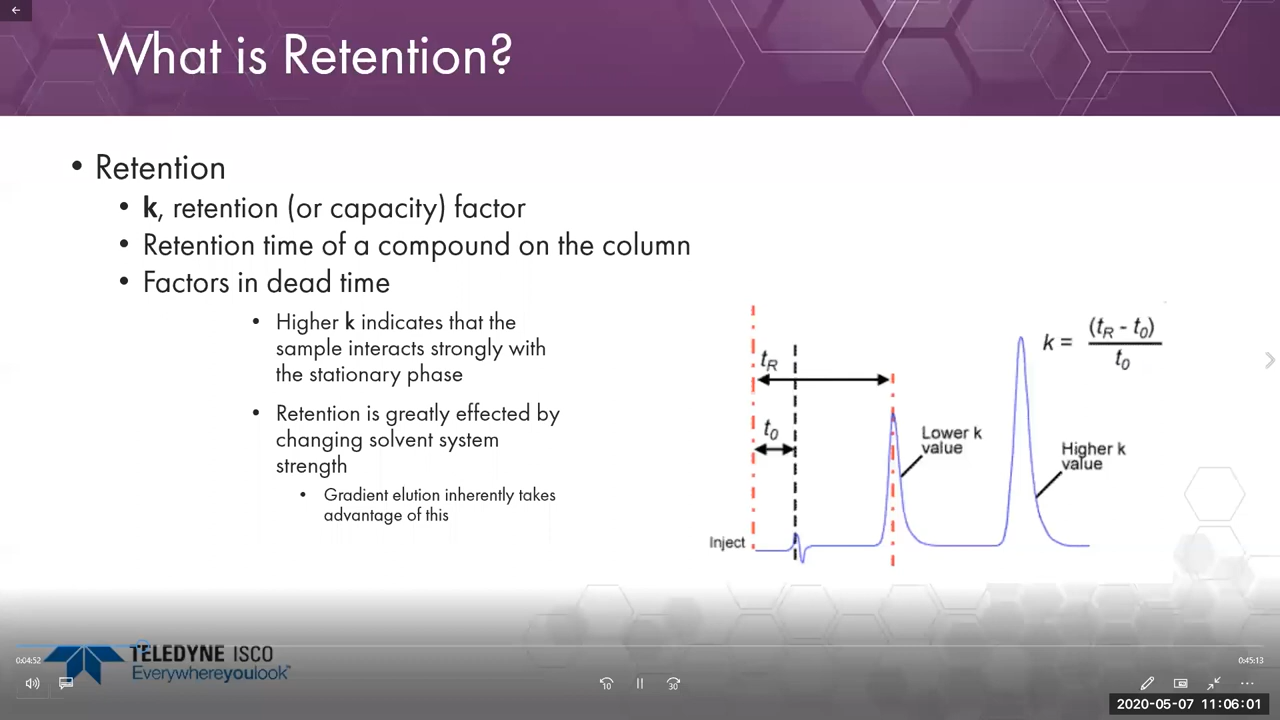 What is Retention?
• Retention
• k, retention (or capacity) factor
• Retention time of a compound on the column
• Factors in dead time
• Higher k indicates that the
sample interacts strongly with
the stationary phase
• Retention is greatly effected by
changing solvent system
strength
• Gradient elution inherently takes
advantage of this
k = (tR - t0)
t0
tR
t0
Lower k
value
Higher k
value
Inject
TELEDYNE ISCO
Everywhereyoulook™
0:04:52
0:45:13
10
30
2020-05-07 11:06:01